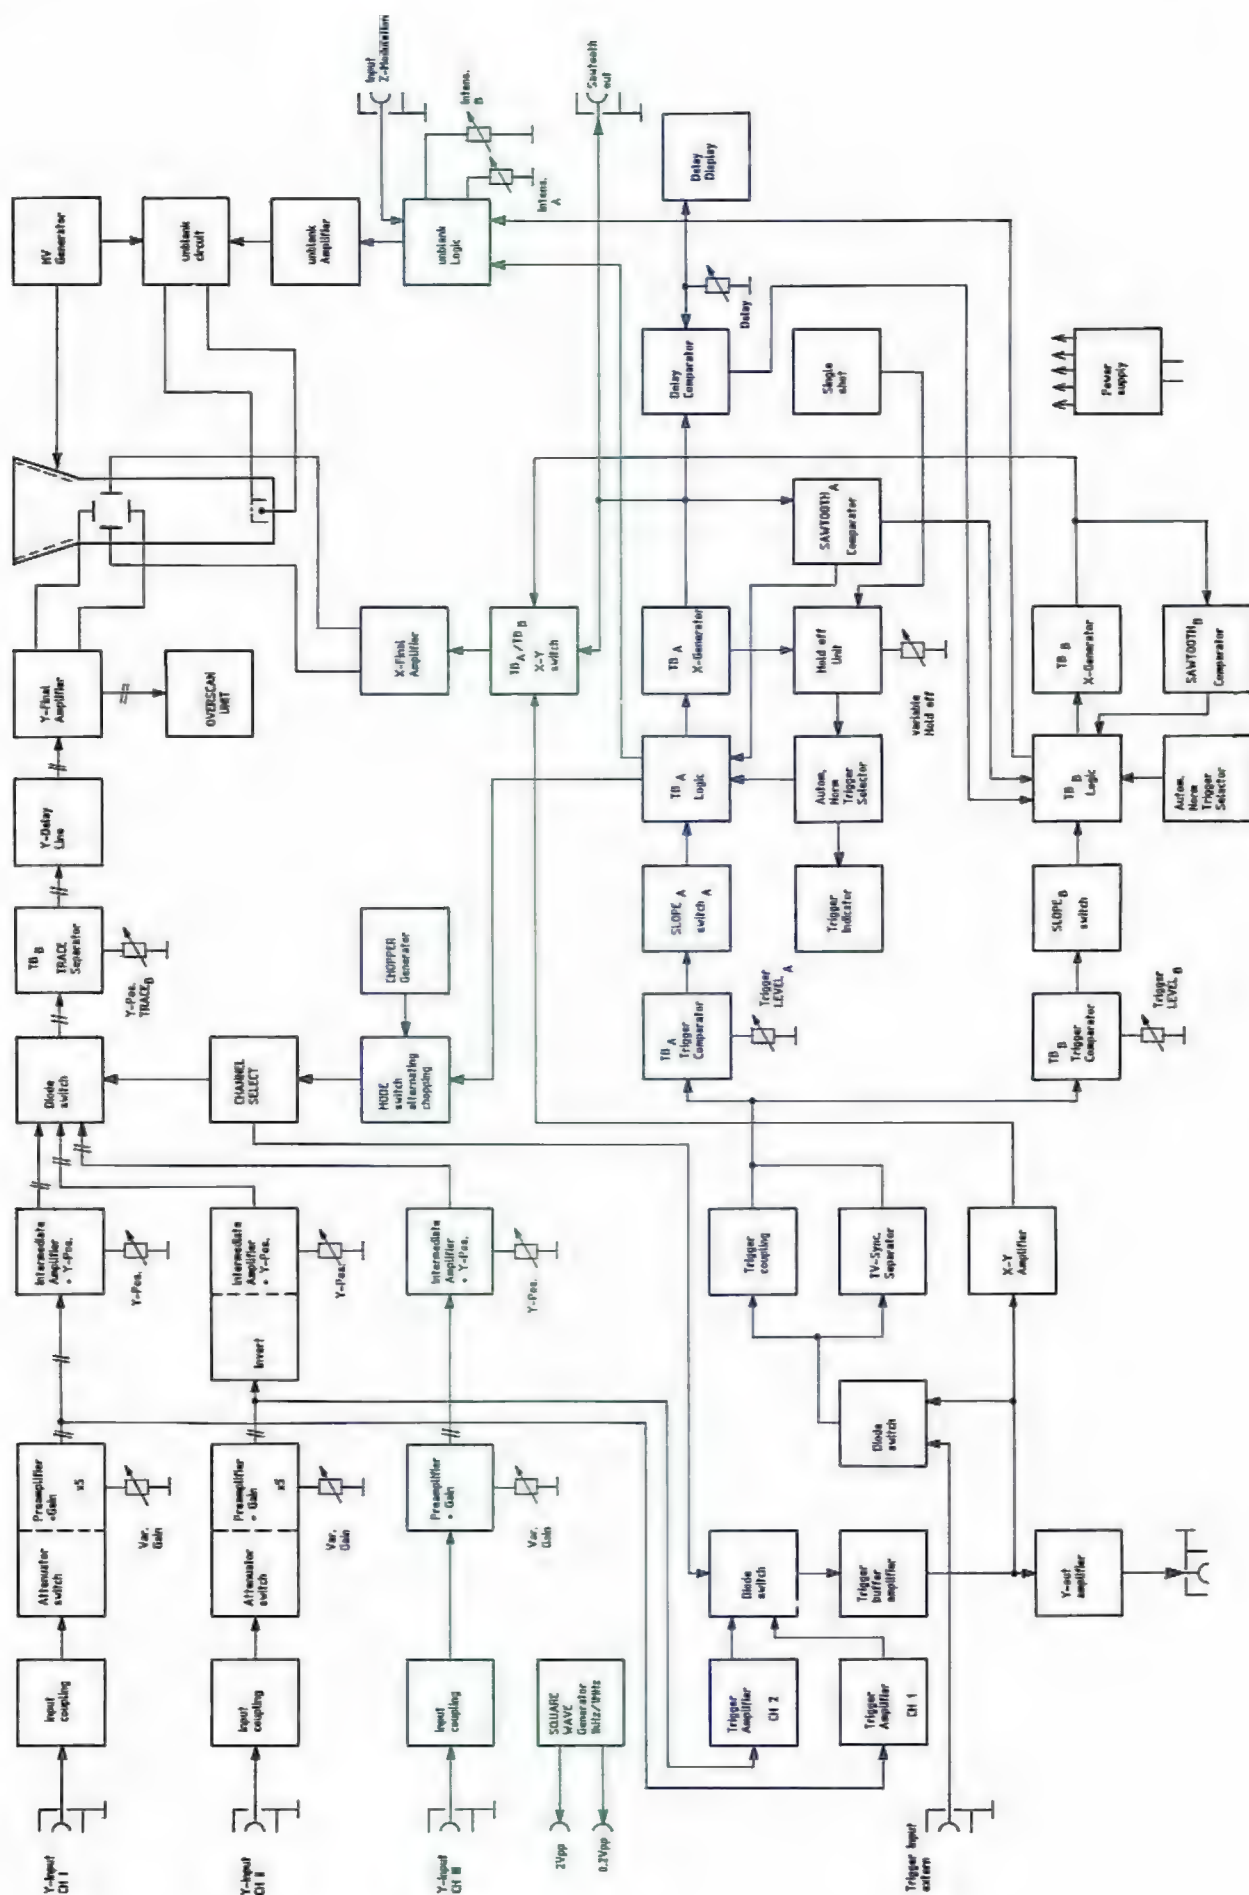 Y-Input
CH I
Input
coupling
Attenuator
switch
Preamplifier
+Gain
x5
Var.
Gain
Intermediate
Amplifier
+ Y-Pos.
Y-Pos.
Diode
switch
TB B
TRACE
Separator
Y-Pos.
TRACE B
Y-Delay
Line
Y-Final
Amplifier
OVERSCAN
UNIT
HV
Generator
unblank
circuit
unblank
Amplifier
Y-Input
CH II
Input
coupling
Attenuator
switch
Preamplifier
+ Gain
x5
Var.
Gain
Invert
Intermediate
Amplifier
+ Y-Pos.
Y-Pos.
CHANNEL
SELECT
Y-Input
CH III
Input
coupling
Preamplifier
+ Gain
Var.
Gain
Intermediate
Amplifier
+ Y-Pos.
Y-Pos.
MODE
switch
alternating
chopping
CHOPPER
Generator
X-Final
Amplifier
unblank
Logic
Input
Z-Modulation
Intens.
B
Intens.
A
SQUARE
WAVE
Generator
1kHz/1MHz
2Vpp
0.2Vpp
TB A /TB B
X-Y
switch
Sawtooth
out
Trigger
Amplifier
CH 2
Trigger
Amplifier
CH 1
Diode
switch
Trigger
buffer
amplifier
Diode
switch
Trigger
coupling
TV-Sync.
Separator
X-Y
Amplifier
Y-out
amplifier
Trigger Input
extern
TB A
Trigger
Comparator
Trigger
LEVEL A
SLOPE A
switch A
TB A
Logic
TB A
X-Generator
Delay
Comparator
Delay
Delay
Display
Trigger
Indicator
Autom.
Norm
Trigger
Selector
Hold off
Unit
variable
Hold off
SAWTOOTH A
Comparator
Single
shot
TB B
Trigger
Comparator
Trigger
LEVEL B
SLOPE B
switch
TB B
Logic
TB B
X-Generator
Autom.
Norm
Trigger
Selector
SAWTOOTH B
Comparator
Power
supply